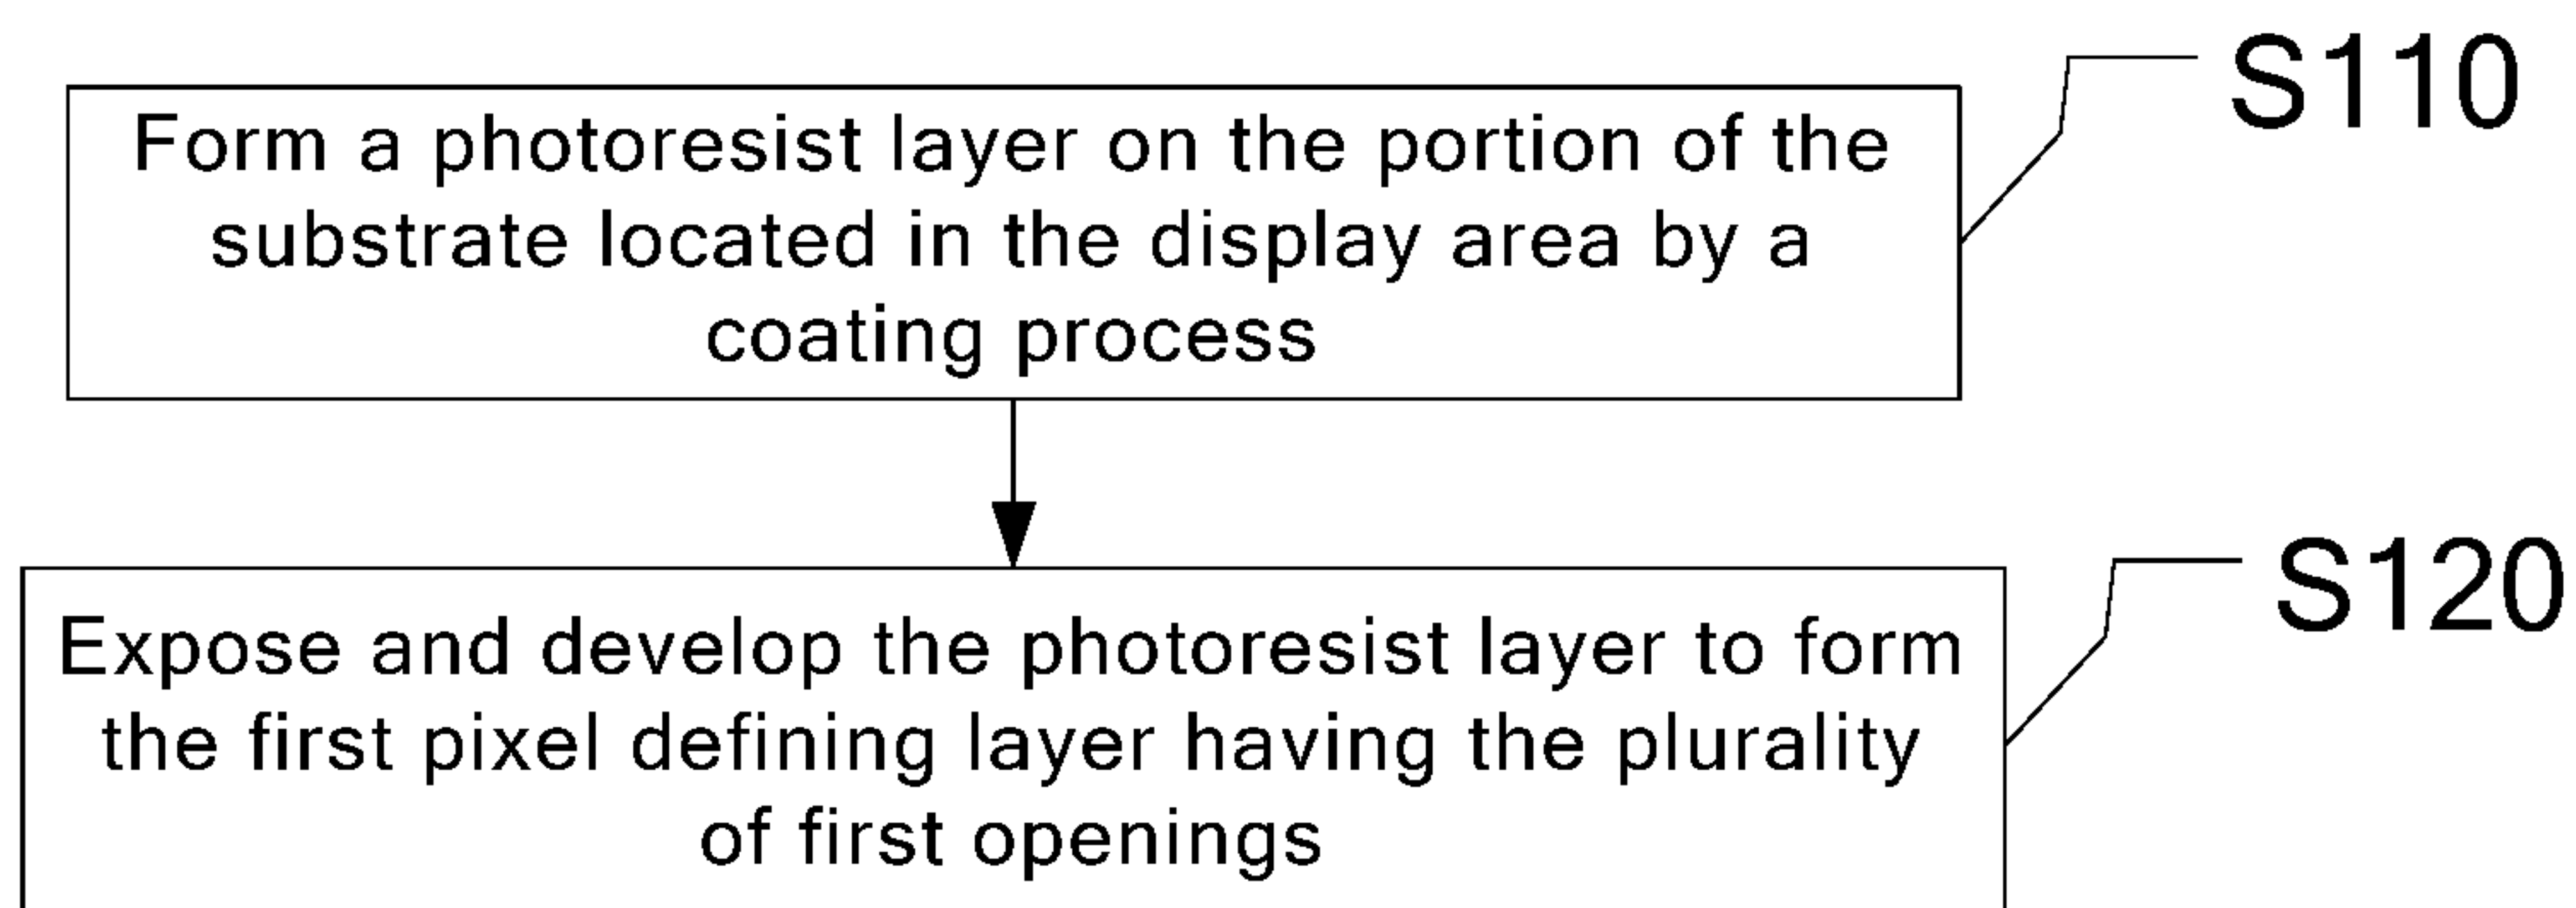 S110
Form a photoresist layer on the portion of the
substrate located in the display area by a
coating process
S120
Expose and develop the photoresist layer to form
the first pixel defining layer having the plurality
of first openings